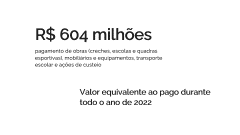 R$ 604 milhões
pagamento de obras (creches, escolas e quadras
esportivas), mobiliários e equipamentos, transporte
escolar e ações de custeio
Valor equivalente ao pago durante
todo o ano de 2022